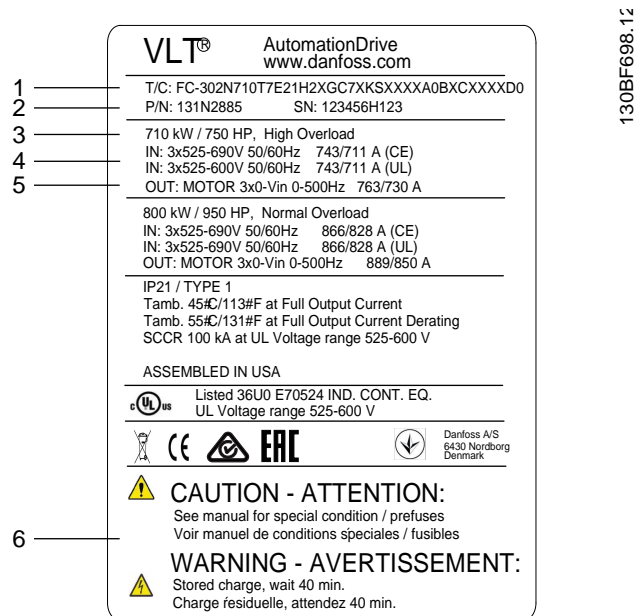 VLT® AutomationDrive
www.danfoss.com
1 T/C: FC-302N710T7E21H2XGC7XKSXXXXA0BXCXXXXD0
2 P/N: 131N2885 SN: 123456H123
3 710 kW / 750 HP, High Overload
4 IN: 3x525-690V 50/60Hz 743/711 A (CE)
IN: 3x525-600V 50/60Hz 743/711 A (UL)
5 OUT: MOTOR 3x0-Vin 0-500Hz 763/730 A
800 kW / 950 HP, Normal Overload
IN: 3x525-690V 50/60Hz 866/828 A (CE)
IN: 3x525-690V 50/60Hz 866/828 A (UL)
OUT: MOTOR 3x0-Vin 0-500Hz 889/850 A
IP21 / TYPE 1
Tamb. 45#C/113#F at Full Output Current
Tamb. 55#C/131#F at Full Output Current Derating
SCCR 100 kA at UL Voltage range 525-600 V
ASSEMBLED IN USA
c UL us Listed 36U0 E70524 IND. CONT. EQ.
UL Voltage range 525-600 V
CE EAC
Danfoss A/S
6430 Nordborg
Denmark
CAUTION - ATTENTION:
See manual for special condition / prefuses
Voir manuel de conditions śpeciales / fusibles
6
WARNING - AVERTISSEMENT:
Stored charge, wait 40 min.
Charge ŕesiduelle, attendez 40 min.
130BF698.12